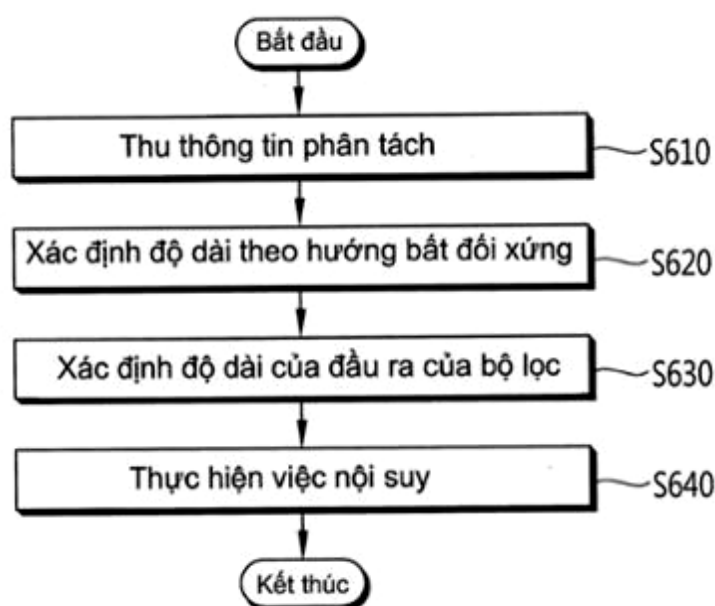 Bắt đầu
Thu thông tin phân tách
S610
Xác định độ dài theo hướng bất đối xứng
S620
Xác định độ dài của đầu ra của bộ lọc
S630
Thực hiện việc nội suy
S640
Kết thúc